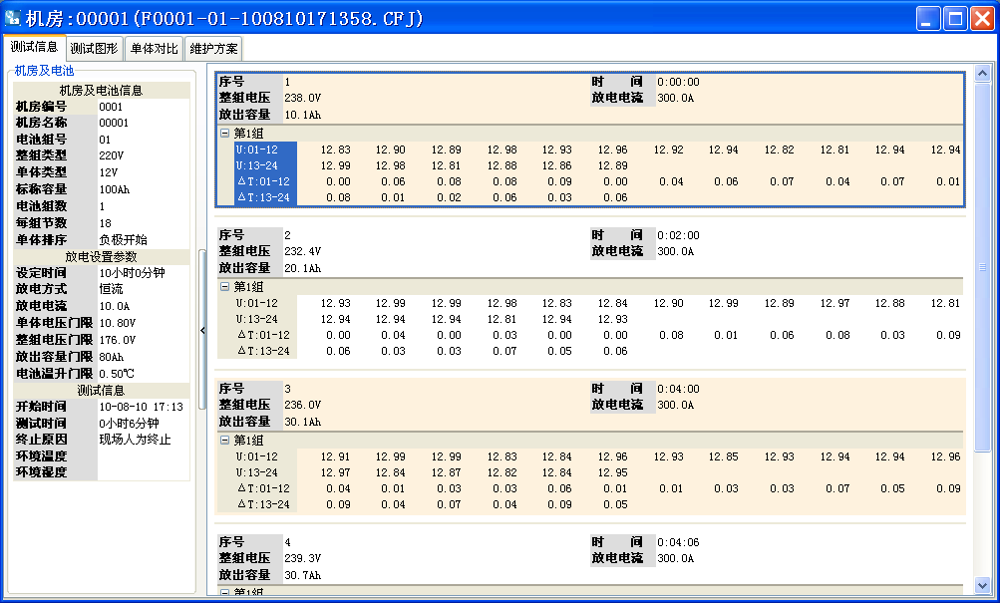 机房:00001(F0001-01-100810171358.CFJ)
测试信息 测试图形 单体对比 维护方案
机房及电池
机房及电池信息
机房编号 0001
机房名称 00001
电池组号 01
整组类型 220V
单体类型 12V
标称容量 100Ah
电池组数 1
每组节数 18
单体排序 负极开始
放电设置参数
设定时间 10小时0分钟
放电方式 恒流
放电电流 10.0A
单体电压门限 10.80V
整组电压门限 176.0V
放出容量门限 80Ah
电池温升门限 0.50℃
测试信息
开始时间 10-08-10 17:13
测试时间 0小时6分钟
终止原因 现场人为终止
环境温度
环境湿度
序号 1 时 间 0:00:00
整组电压 238.0V 放电电流 300.0A
放出容量 10.1Ah
第1组
U:01-12 12.83 12.90 12.89 12.98 12.93 12.96 12.92 12.94 12.82 12.81 12.94 12.94
U:13-24 12.99 12.98 12.81 12.88 12.86 12.89
△T:01-12 0.00 0.06 0.08 0.08 0.09 0.00 0.04 0.06 0.07 0.04 0.07 0.01
△T:13-24 0.08 0.01 0.02 0.06 0.03 0.06
序号 2 时 间 0:02:00
整组电压 232.4V 放电电流 300.0A
放出容量 20.1Ah
第1组
U:01-12 12.93 12.99 12.99 12.98 12.83 12.84 12.90 12.99 12.89 12.97 12.88 12.81
U:13-24 12.94 12.94 12.94 12.81 12.94 12.93
△T:01-12 0.00 0.04 0.00 0.03 0.00 0.00 0.08 0.01 0.06 0.08 0.03 0.09
△T:13-24 0.06 0.03 0.03 0.07 0.05 0.06
序号 3 时 间 0:04:00
整组电压 236.0V 放电电流 300.0A
放出容量 30.1Ah
第1组
U:01-12 12.91 12.99 12.99 12.83 12.84 12.96 12.93 12.85 12.93 12.94 12.94 12.96
U:13-24 12.97 12.84 12.87 12.82 12.84 12.95
△T:01-12 0.04 0.01 0.03 0.03 0.06 0.01 0.01 0.03 0.03 0.07 0.05 0.09
△T:13-24 0.09 0.04 0.07 0.04 0.09 0.05
序号 4 时 间 0:04:06
整组电压 239.3V 放电电流 300.0A
放出容量 30.7Ah
第1组